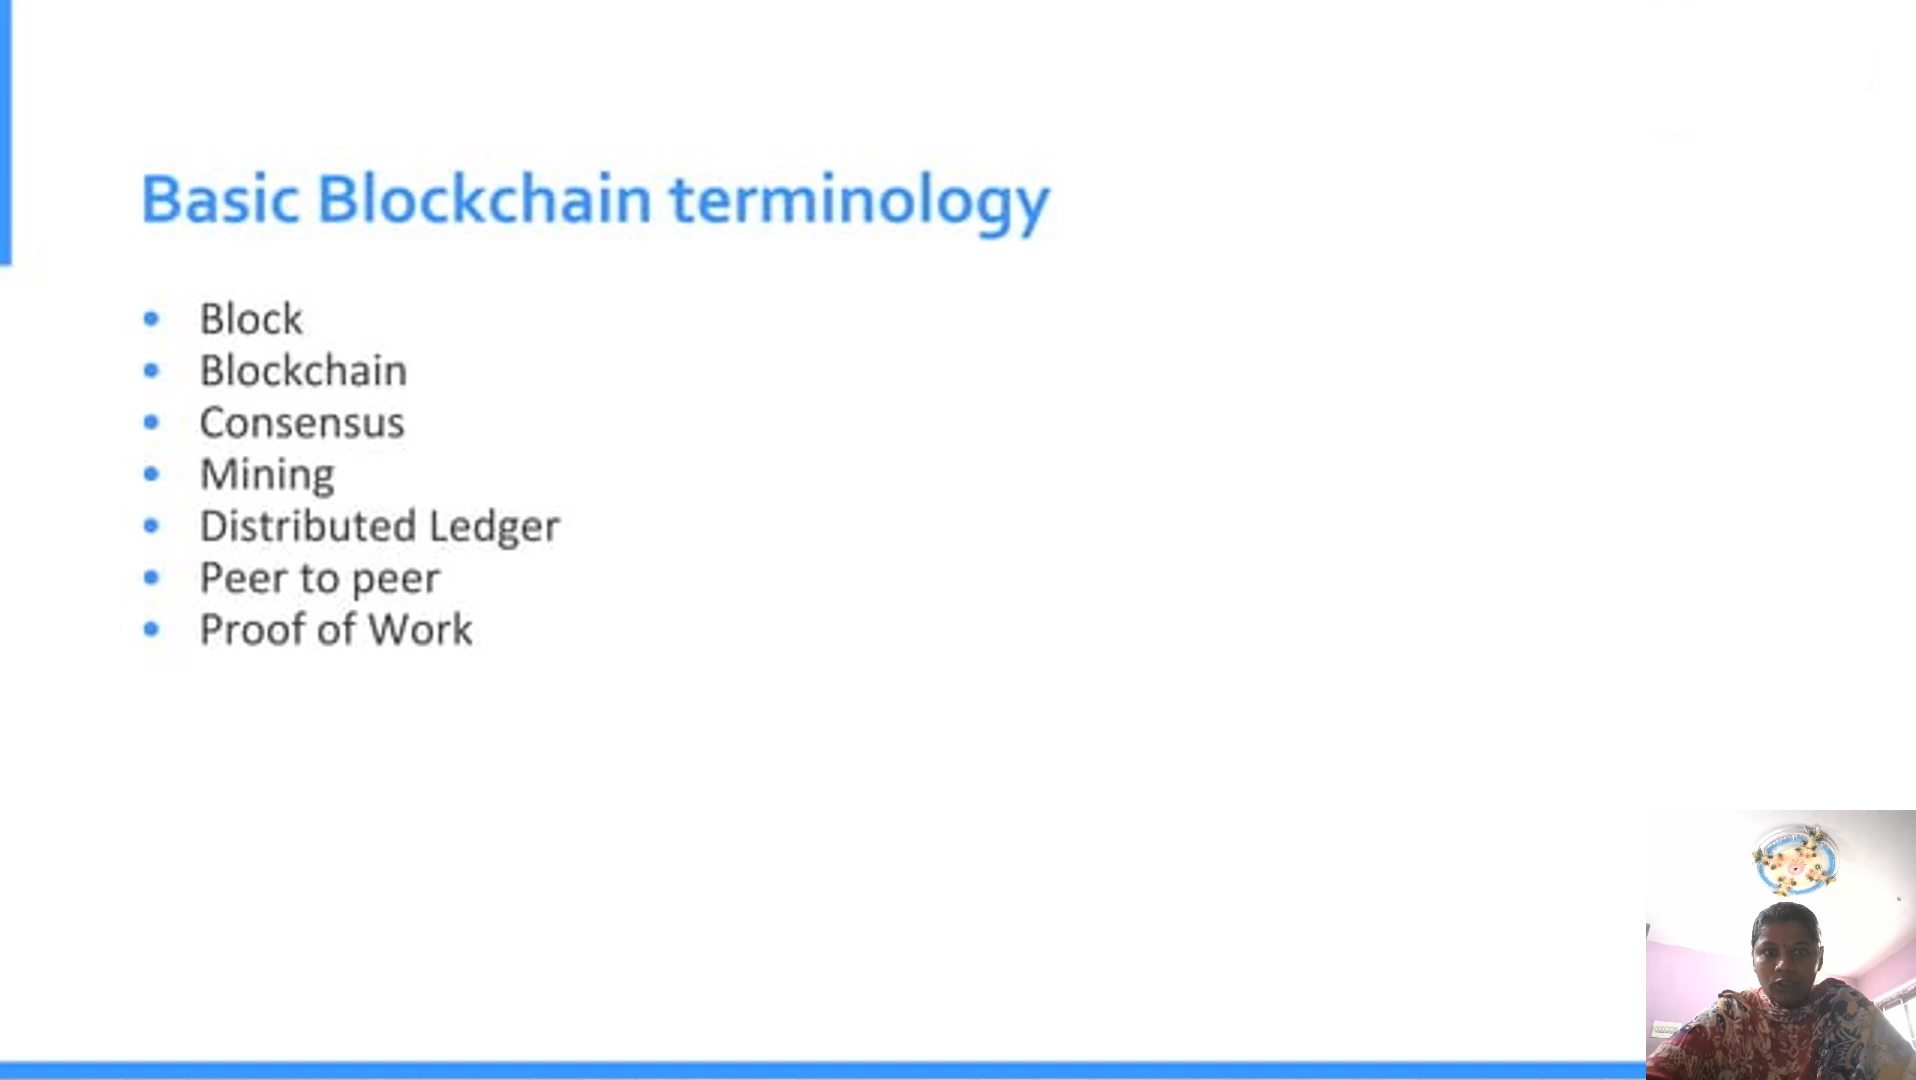 Basic Blockchain terminology
• Block
• Blockchain
• Consensus
• Mining
• Distributed Ledger
• Peer to peer
• Proof of Work